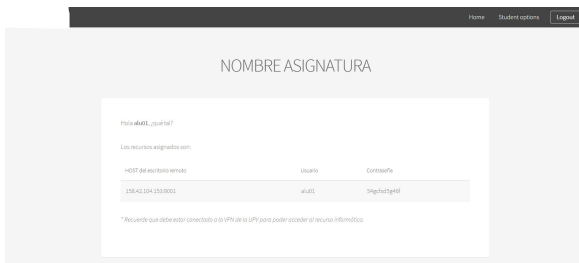 Home Student options Logout
NOMBRE ASIGNATURA
Hola alu01, ¿qué tal?
Los recursos asignados son:
HOST del escritorio remoto Usuario Contraseña
158.42.104.153:9001 alu01
* Recuerde que debe estar conectado a la VPN de la UPV para poder acceder al recurso informático.